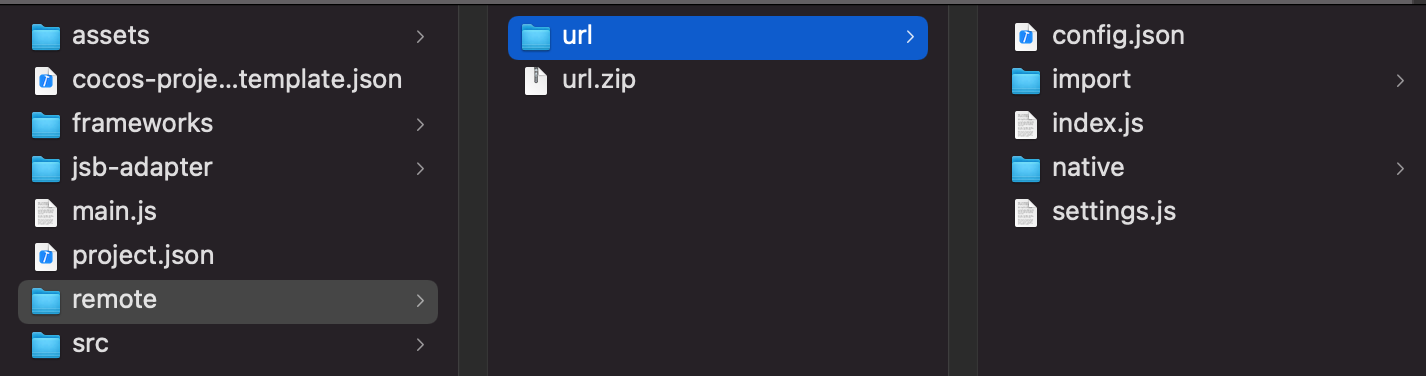 assets
cocos-proje...template.json
frameworks
jsb-adapter
main.js
project.json
remote
src
url
url.zip
config.json
import
index.js
native
settings.js